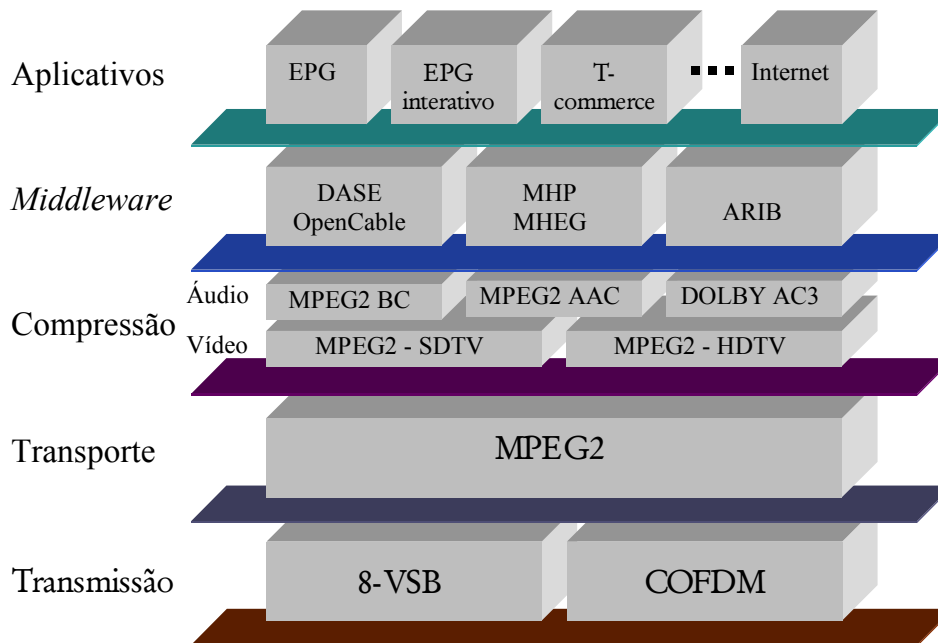 Aplicativos
EPG
EPG
interativo
T-
commerce
Internet
Middleware
DASE
OpenCable
MHP
MHEG
ARIB
Compressão
Áudio
MPEG2 BC
MPEG2 AAC
DOLBY AC3
Vídeo
MPEG2 - SDTV
MPEG2 - HDTV
Transporte
MPEG2
Transmissão
8-VSB
COFDM